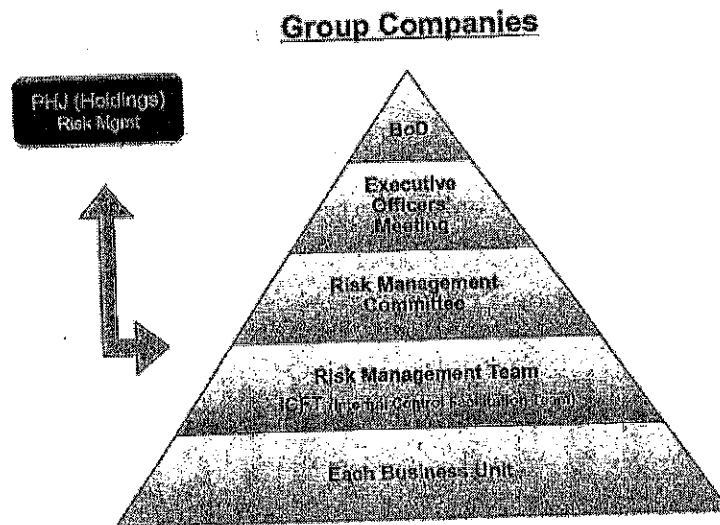 Group Companies
PHJ (Holdings)
Risk Mgmt
BoD
Executive
Officers'
Meeting
Risk Management
Committee
Risk Management Team
ICFT (Internal Control Facilitation Team)
Each Business Unit